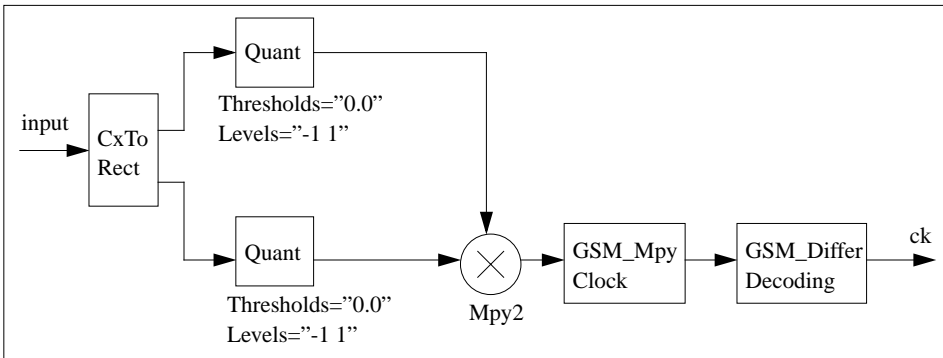 Quant
Thresholds=”0.0”
Levels=”-1 1”
input
CxTo
Rect
Quant
Thresholds=”0.0”
Levels=”-1 1”
Mpy2
GSM_Mpy
Clock
GSM_Differ
Decoding
ck